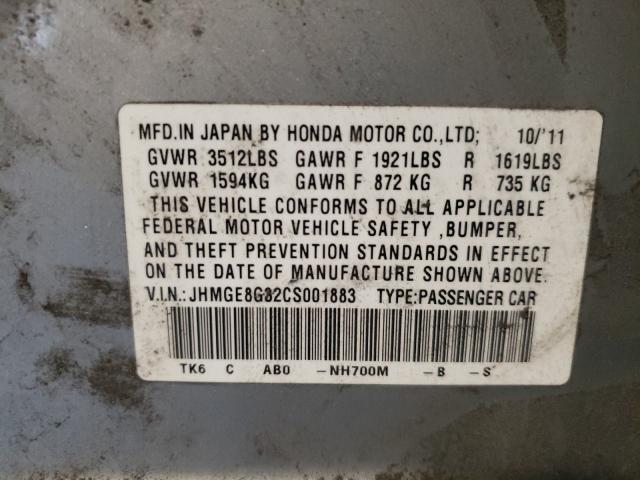 MFD.IN JAPAN BY HONDA MOTOR CO.,LTD; 10/'11
GVWR 3512LBS GAWR F 1921LBS R 1619LBS
GVWR 1594KG GAWR F 872 KG R 735 KG
THIS VEHICLE CONFORMS TO ALL APPLICABLE
FEDERAL MOTOR VEHICLE SAFETY ,BUMPER,
AND THEFT PREVENTION STANDARDS IN EFFECT
ON THE DATE OF MANUFACTURE SHOWN ABOVE.
V.I.N.: JHMGE8G32CS001883 TYPE:PASSENGER CAR
TK6 C AB0 -NH700M -B -S